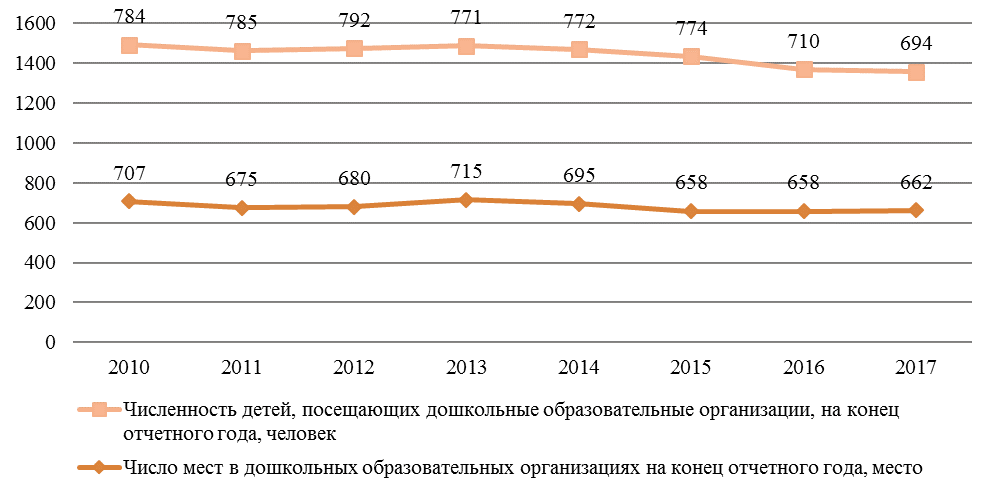 1600
1400
1200
1000
800
600
400
200
0
784 785 792 771 772 774 710 694
707 675 680 715 695 658 658 662
2010 2011 2012 2013 2014 2015 2016 2017
Численность детей, посещающих дошкольные образовательные организации, на конец
отчетного года, человек
Число мест в дошкольных образовательных организациях на конец отчетного года, место